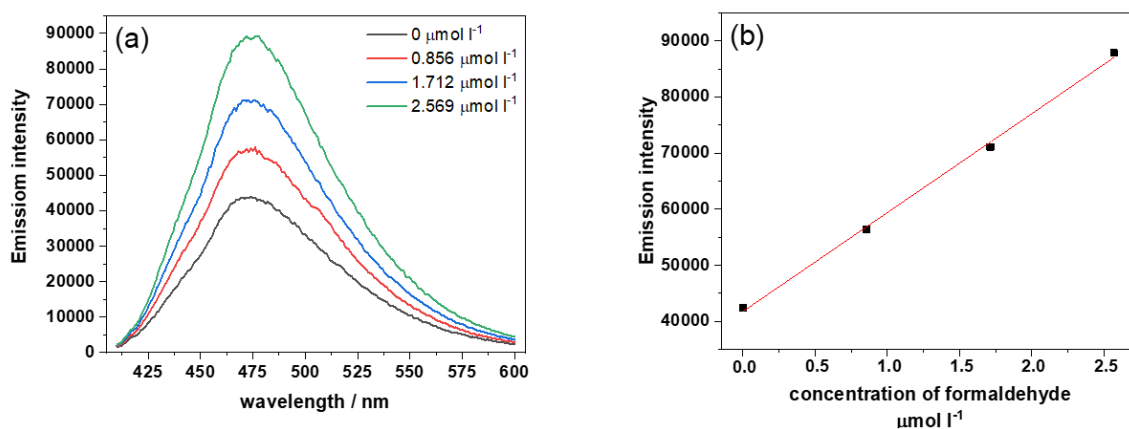 (a)
0 μmol l⁻¹
0.856 μmol l⁻¹
1.712 μmol l⁻¹
2.569 μmol l⁻¹
Emissiom intensity
90000
80000
70000
60000
50000
40000
30000
20000
10000
0
425 450 475 500 525 550 575 600
wavelength / nm
(b)
Emission intensity
90000
80000
70000
60000
50000
40000
0.0 0.5 1.0 1.5 2.0 2.5
concentration of formaldehyde
μmol l⁻¹